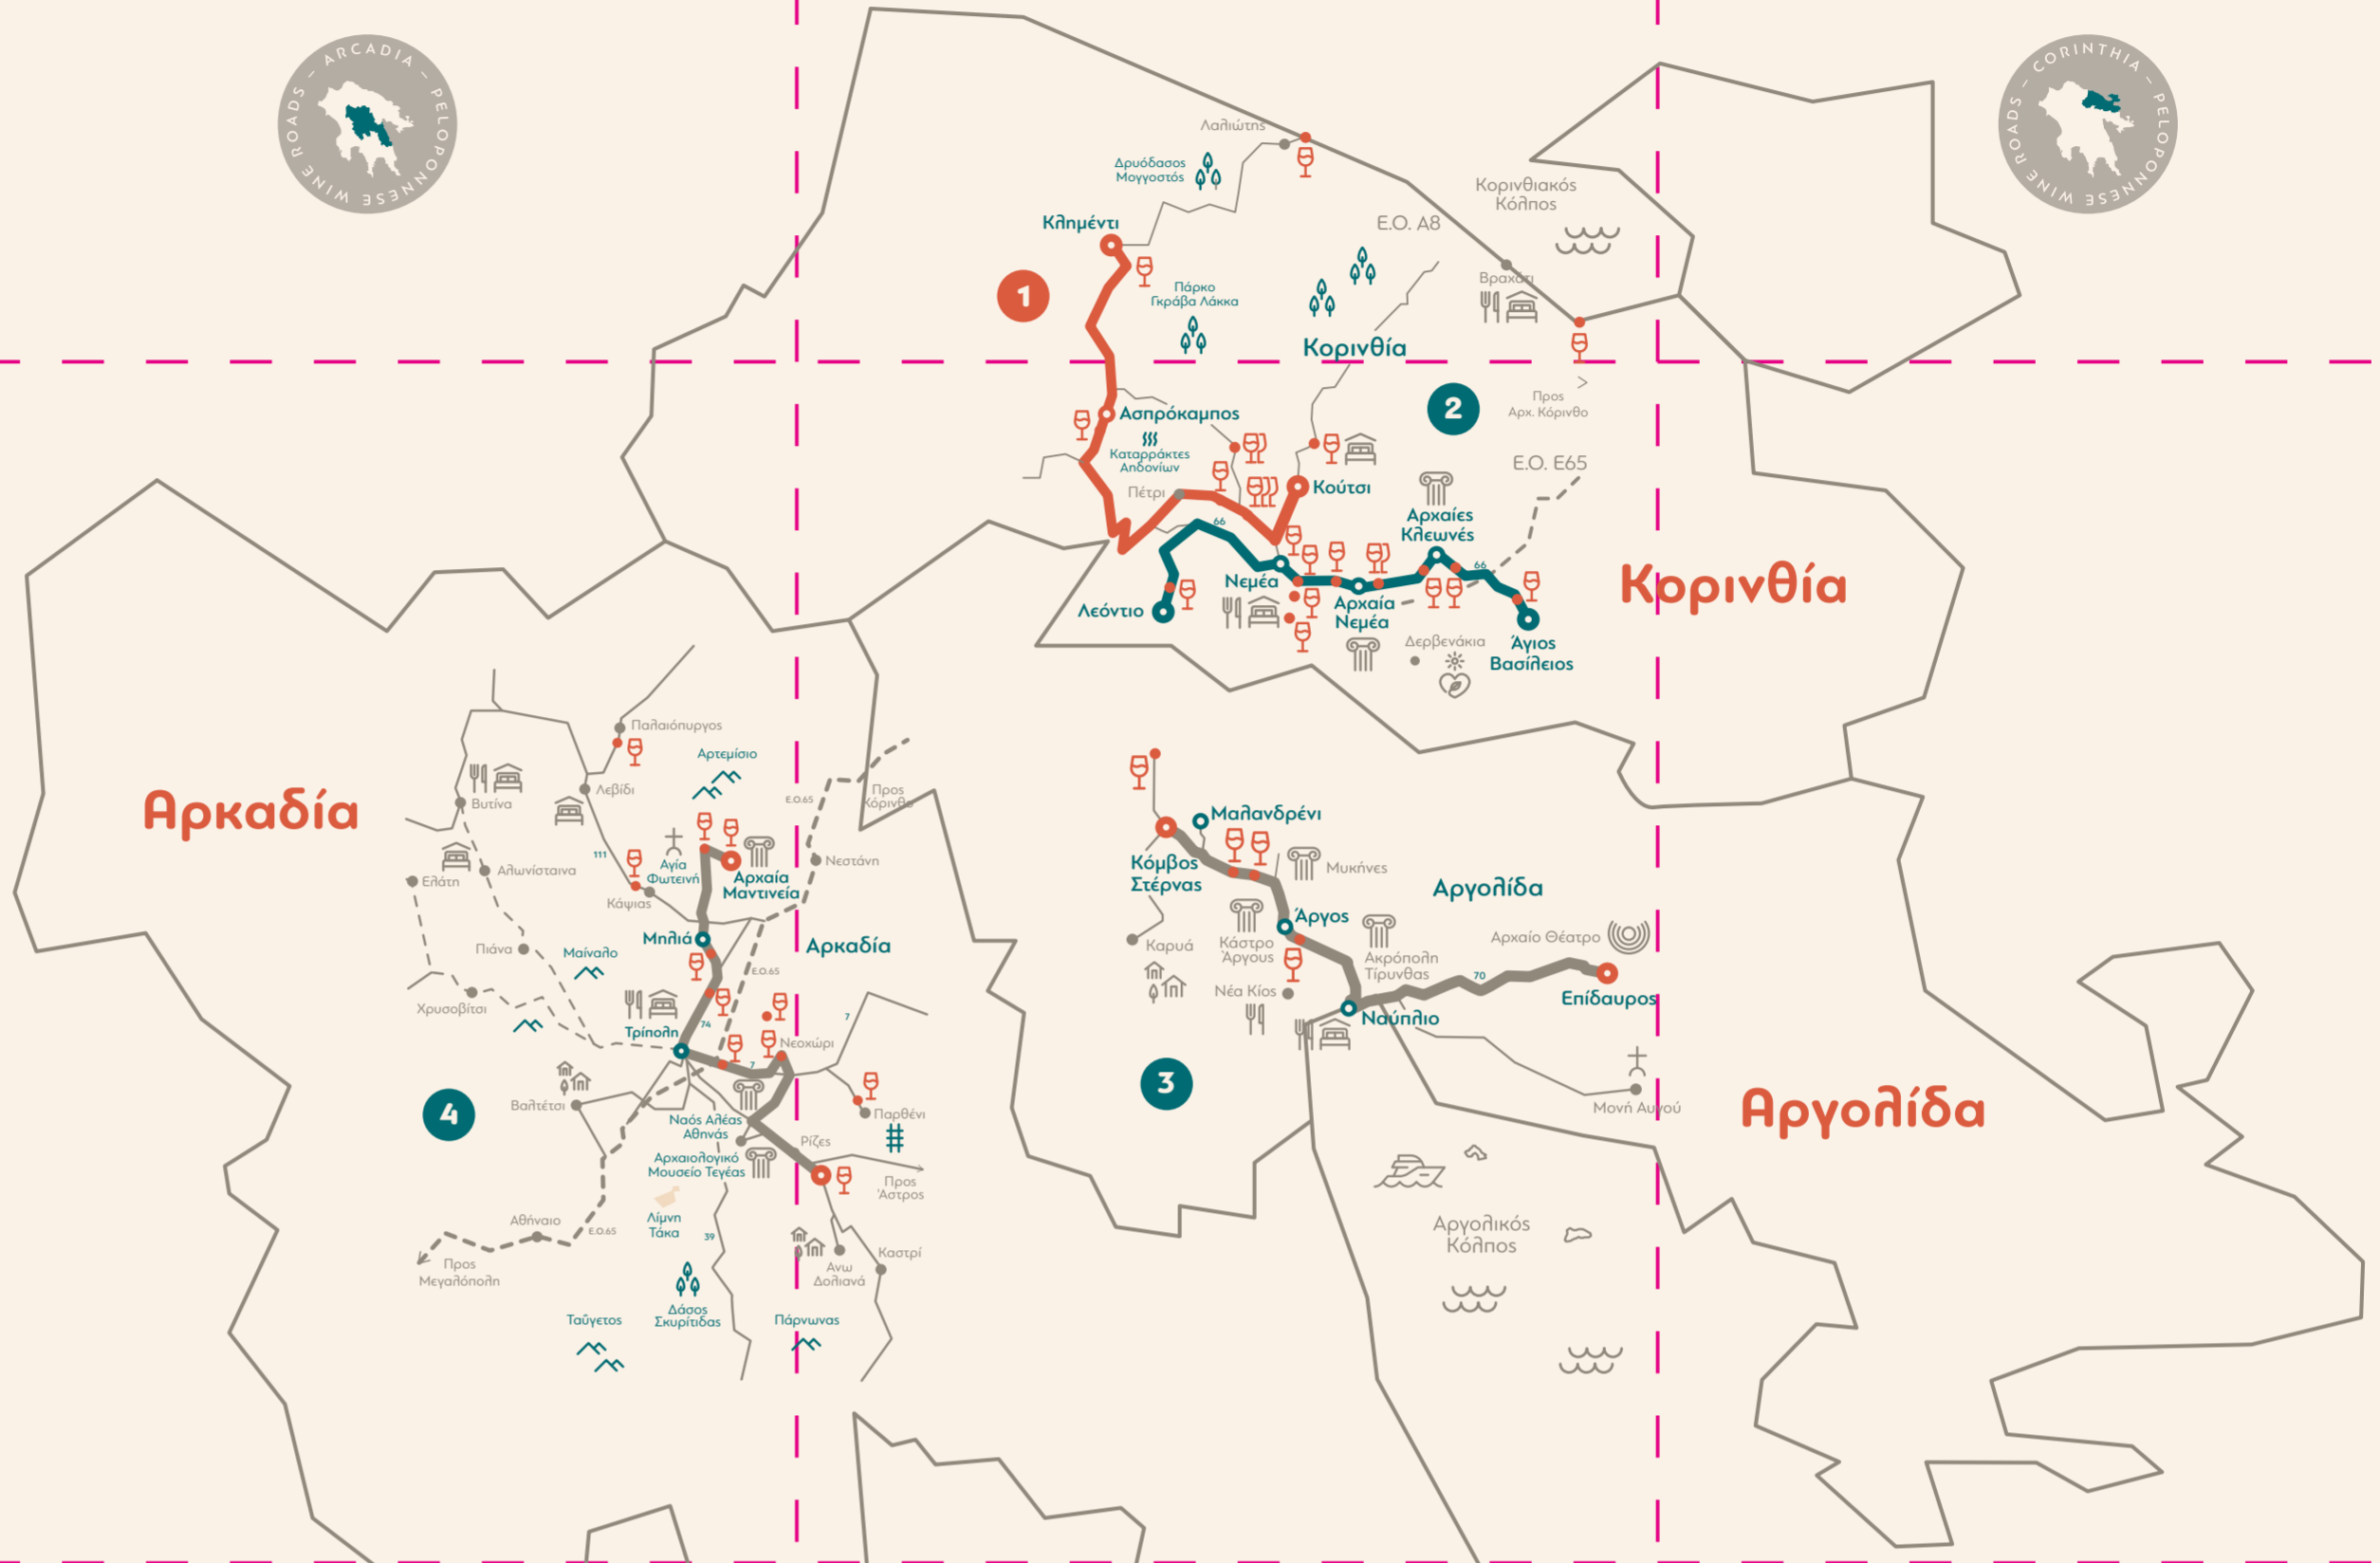 WINE ROADS – ARCADIA – PELOPONNESE
WINE ROADS – CORINTHIA – PELOPONNESE
Λαλιώτης
Δρυόδασος
Μογγοστός
Κλημέντι
Κορινθιακός
Κόλπος
Ε.Ο. Α8
1
Πάρκο
Γκράβα Λάκκα
Βραχάτι
Κορινθία
2
Προς
Αρχ. Κόρινθο
Ασπρόκαμπος
Καταρράκτες
Αηδονίων
Ε.Ο. Ε65
Πέτρι
Κούτσι
66
Αρχαίες
Κλεωνές
66
Νεμέα
Λεόντιο
Αρχαία
Νεμέα
Κορινθία
Δερβενάκια
Άγιος
Βασίλειος
Παλαιόπυργος
Αρτεμίσιο
Λεβίδι
Βυτίνα
Ε.Ο.65
Προς
Κόρινθο
Αρκαδία
111
Αγία
Φωτεινή
Αρχαία
Μαντινεία
Νεστάνη
Αλωνίσταινα
Ελάτη
Κάψιας
Μηλιά
Αρκαδία
Πιάνα
Μαίναλο
Ε.Ο.65
Χρυσοβίτσι
Τρίπολη
74
7
Νεοχώρι
7
4
Βαλτέτσι
Ναός Αλέας
Αθηνάς
Παρθένι
Ρίζες
Αρχαιολογικό
Μουσείο Τεγέας
Προς
Άστρος
Λίμνη
Τάκα
Αθήναιο
Ε.Ο.65
39
Προς
Μεγαλόπολη
Ανω
Δολιανά
Καστρί
Δάσος
Σκυρίτιδας
Ταΰγετος
Πάρνωνας
Μαλανδρένι
Κόμβος
Στέρνας
Μυκήνες
Αργολίδα
Άργος
Κάστρο
Άργους
Καρυά
Ακρόπολη
Τίρυνθας
Αρχαίο Θέατρο
Νέα Κίος
70
Επίδαυρος
Ναύπλιο
3
Μονή Αυγού
Αργολίδα
Αργολικός
Κόλπος